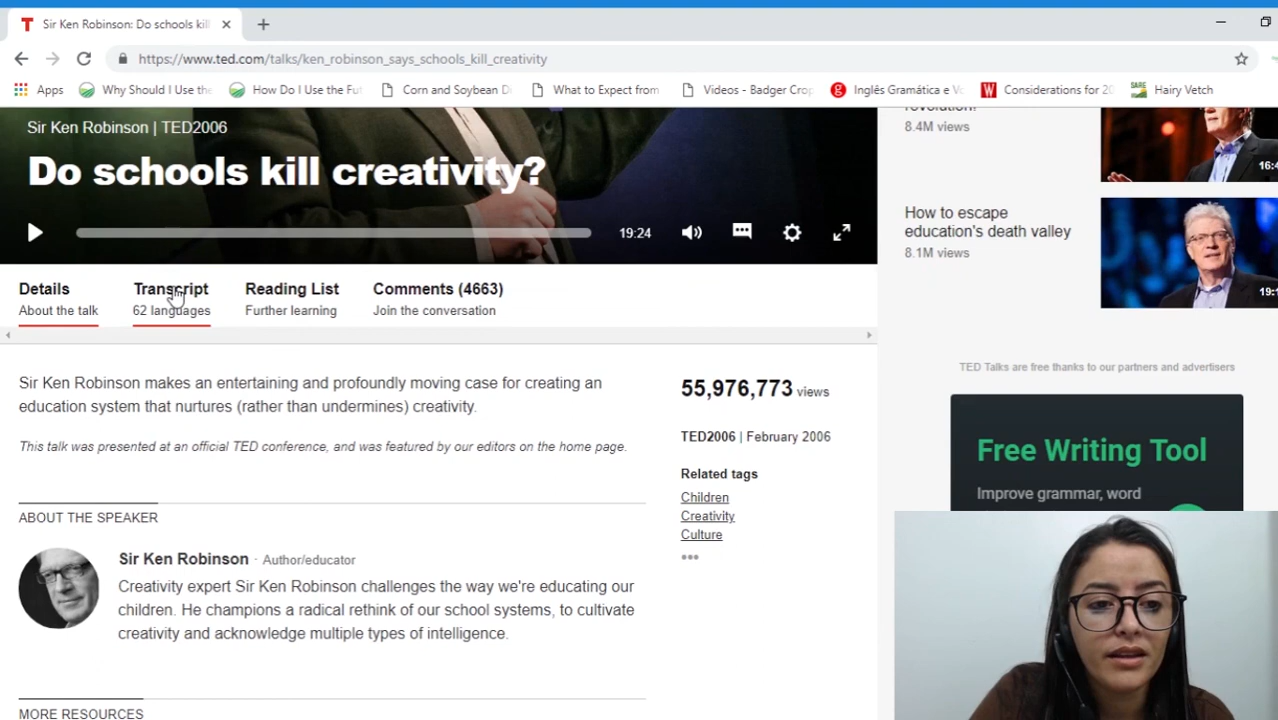 Sir Ken Robinson: Do schools kil
https://www.ted.com/talks/ken_robinson_says_schools_kill_creativity
Apps
Why Should I Use the
How Do I Use the Fut
Corn and Soybean D
What to Expect from
Videos - Badger Crop
Inglês Gramática e Vo
Considerations for 20
Hairy Vetch
Sir Ken Robinson | TED2006
Do schools kill creativity?
19:24
Details
About the talk
Transcript
62 languages
Reading List
Further learning
Comments (4663)
Join the conversation
Sir Ken Robinson makes an entertaining and profoundly moving case for creating an
education system that nurtures (rather than undermines) creativity.
This talk was presented at an official TED conference, and was featured by our editors on the home page.
ABOUT THE SPEAKER
Sir Ken Robinson · Author/educator
Creativity expert Sir Ken Robinson challenges the way we're educating our
children. He champions a radical rethink of our school systems, to cultivate
creativity and acknowledge multiple types of intelligence.
MORE RESOURCES
55,976,773 views
TED2006 | February 2006
Related tags
Children
Creativity
Culture
revolution!
8.4M views
16:4
How to escape
education's death valley
8.1M views
19:1
TED Talks are free thanks to our partners and advertisers
Free Writing Tool
Improve grammar, word